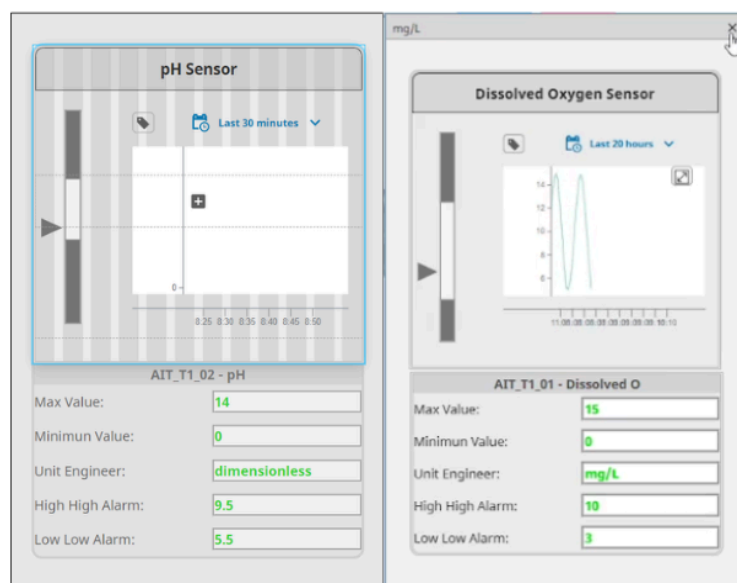 pH Sensor
Last 30 minutes
0
8:25 8:30 8:35 8:40 8:45 8:50
AIT_T1_02 - pH
Max Value: 14
Minimun Value: 0
Unit Engineer: dimensionless
High High Alarm: 9.5
Low Low Alarm: 5.5
mg/L
Dissolved Oxygen Sensor
Last 20 hours
14
12
10
8
6
AIT_T1_01 - Dissolved O
Max Value: 15
Minimun Value: 0
Unit Engineer: mg/L
High High Alarm: 10
Low Low Alarm: 3